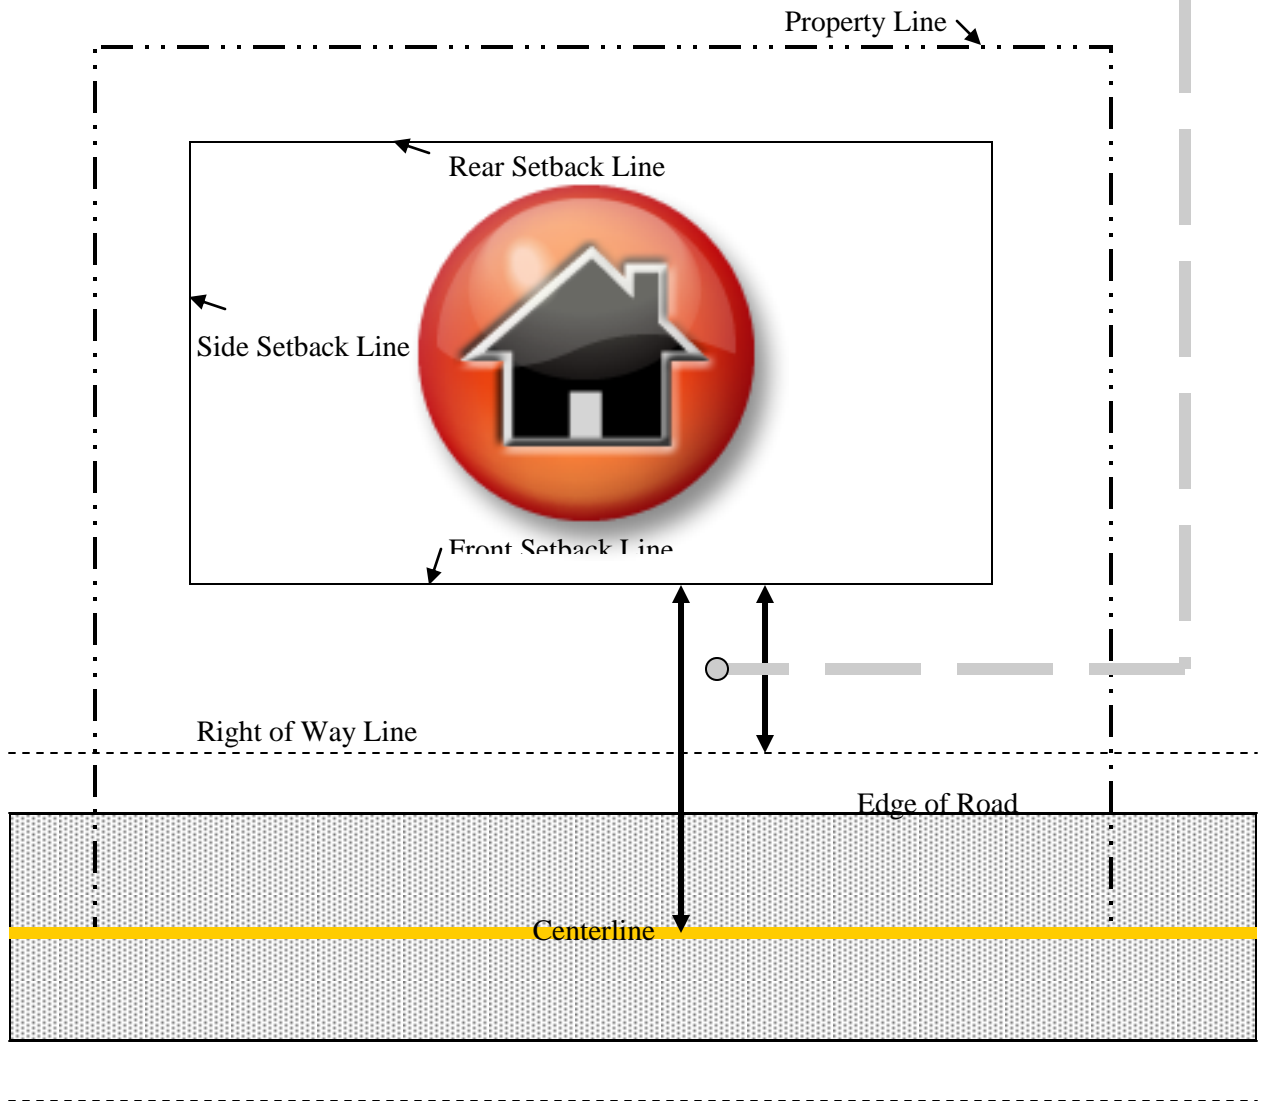 Property Line
Rear Setback Line
Side Setback Line
Front Setback Line
Right of Way Line
Edge of Road
Centerline